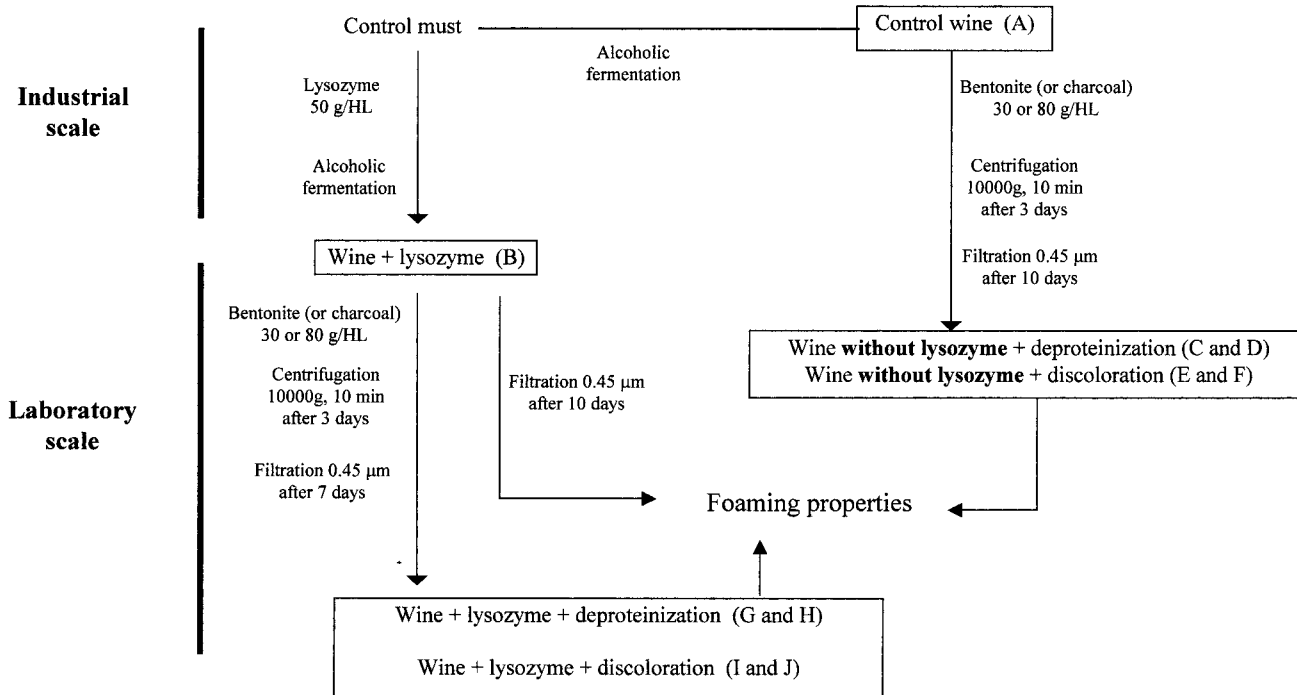 Control must
Control wine (A)
Alcoholic
fermentation
Industrial
scale
Lysozyme
50 g/HL
Alcoholic
fermentation
Bentonite (or charcoal)
30 or 80 g/HL
Centrifugation
10000g, 10 min
after 3 days
Filtration 0.45 µm
after 10 days
Wine + lysozyme (B)
Laboratory
scale
Bentonite (or charcoal)
30 or 80 g/HL
Centrifugation
10000g, 10 min
after 3 days
Filtration 0.45 µm
after 7 days
Filtration 0.45 µm
after 10 days
Wine without lysozyme + deproteinization (C and D)
Wine without lysozyme + discoloration (E and F)
Foaming properties
Wine + lysozyme + deproteinization (G and H)
Wine + lysozyme + discoloration (I and J)